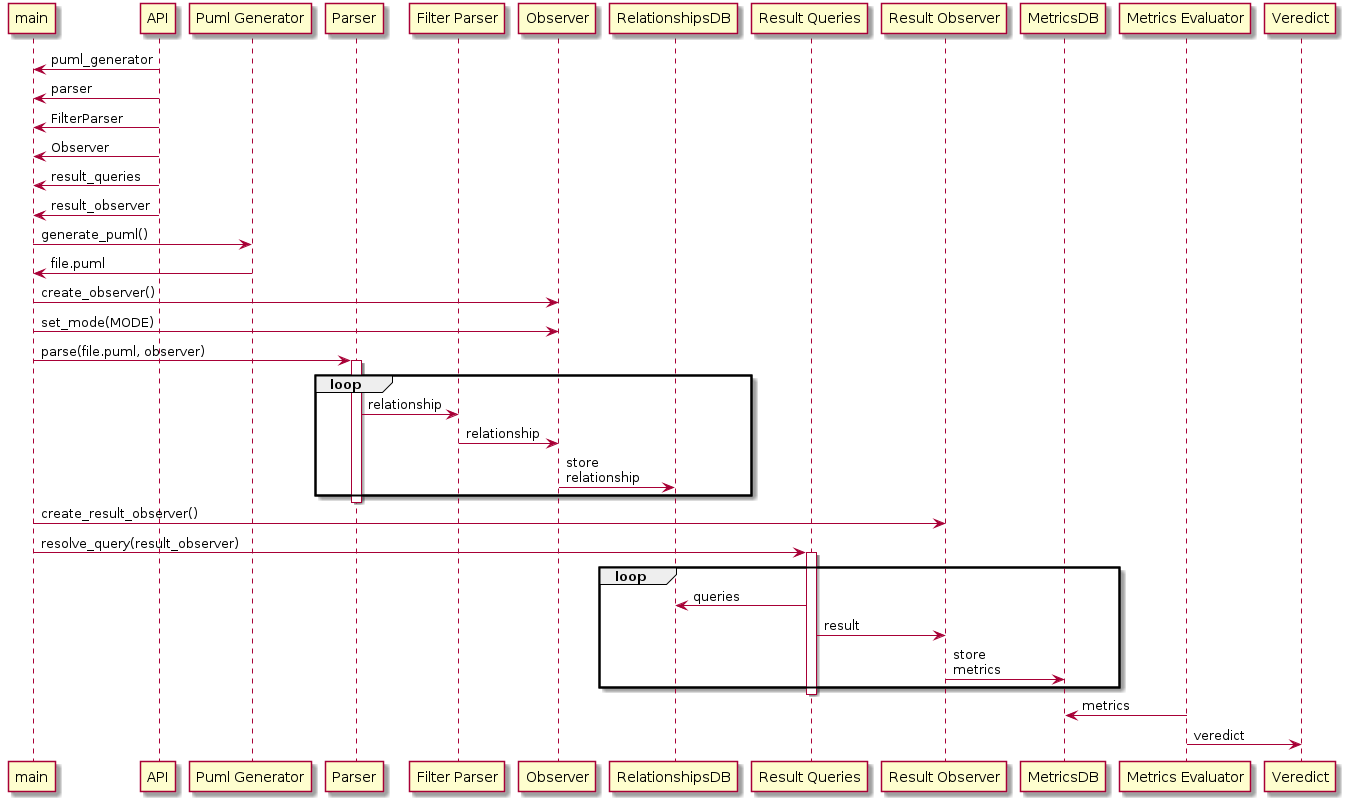 main
API
Puml Generator
Parser
Filter Parser
Observer
RelationshipsDB
Result Queries
Result Observer
MetricsDB
Metrics Evaluator
Veredict
puml_generator
parser
FilterParser
Observer
result_queries
result_observer
generate_puml()
file.puml
create_observer()
set_mode(MODE)
parse(file.puml, observer)
loop
relationship
relationship
store
relationship
create_result_observer()
resolve_query(result_observer)
loop
queries
result
store
metrics
metrics
veredict
main
API
Puml Generator
Parser
Filter Parser
Observer
RelationshipsDB
Result Queries
Result Observer
MetricsDB
Metrics Evaluator
Veredict